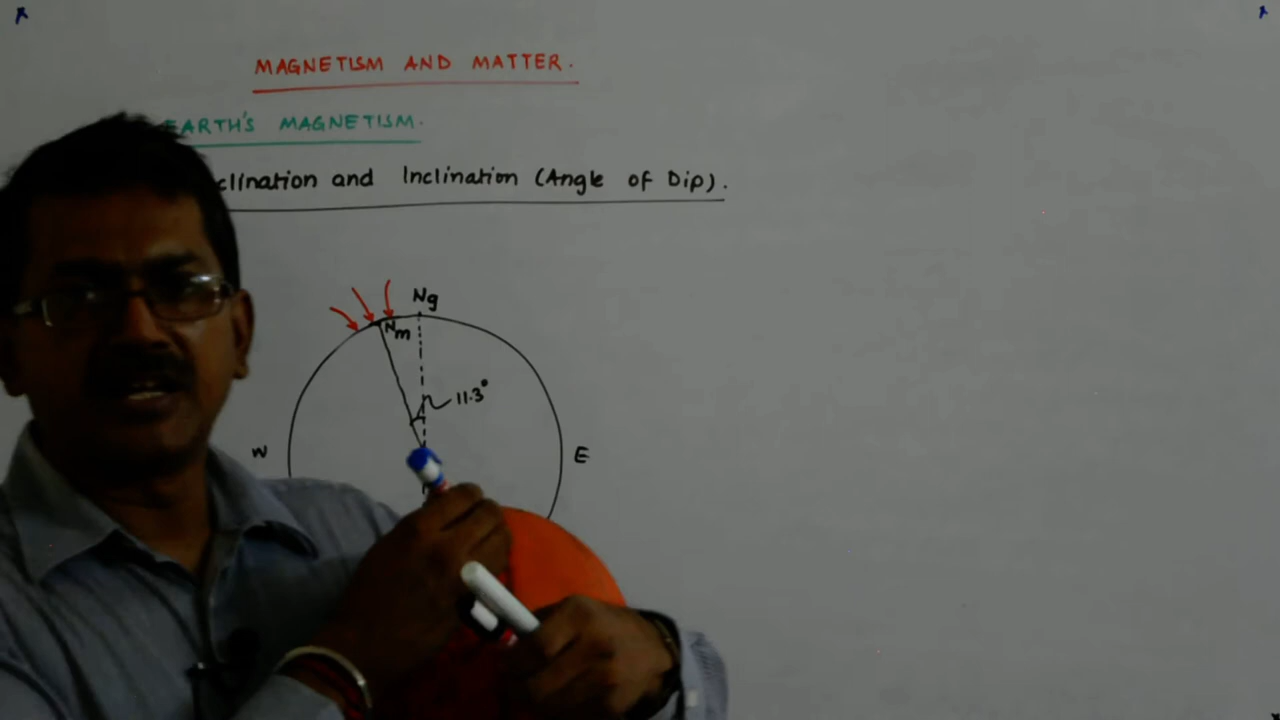 MAGNETISM AND MATTER.
EARTH'S MAGNETISM.
clination and Inclination (Angle of Dip).
Ng
Nm
11.3°
W
E